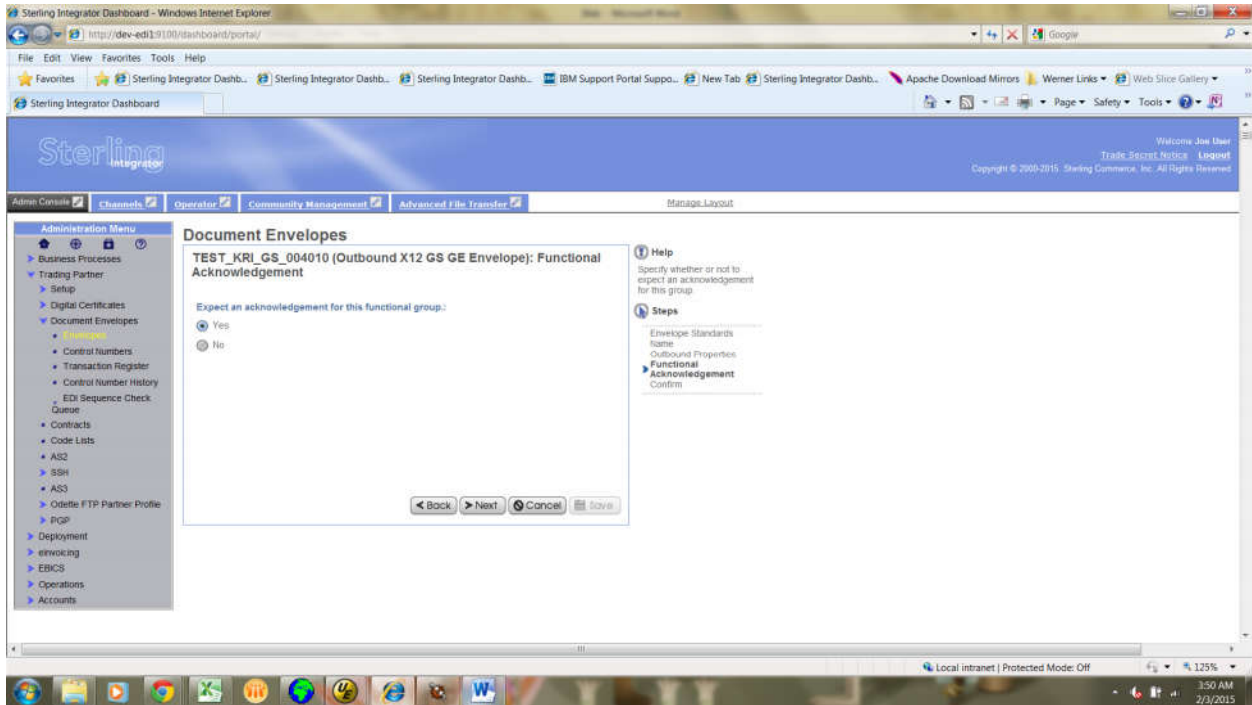 Sterling Integrator Dashboard - Windows Internet Explorer
http://dev-edi1:9100/dashboard/portal/
Google
File Edit View Favorites Tools Help
Favorites Sterling Integrator Dashb... Sterling Integrator Dashb... Sterling Integrator Dashb... IBM Support Portal Suppo... New Tab Sterling Integrator Dashb... Apache Download Mirrors Werner Links Web Slice Gallery
Sterling Integrator Dashboard
Page Safety Tools
Sterling Integrator
Welcome Jon User
Trade Secret Notice Logout
Copyright © 2000-2015. Sterling Commerce, Inc. All Rights Reserved
Admin Console Channels Operator Community Management Advanced File Transfer Manage Layout
Administration Menu
Business Processes
Trading Partner
Setup
Digital Certificates
Document Envelopes
Envelopes
Control Numbers
Transaction Register
Control Number History
EDI Sequence Check
Queue
Contracts
Code Lists
AS2
SSH
AS3
Odette FTP Partner Profile
PGP
Deployment
eInvoicing
EBICS
Operations
Accounts
Document Envelopes
TEST_KRI_GS_004010 (Outbound X12 GS GE Envelope): Functional
Acknowledgement
Expect an acknowledgement for this functional group.:
Yes
No
Back Next Cancel Save
Help
Specify whether or not to
expect an acknowledgement
for this group.
Steps
Envelope Standards
Name
Outbound Properties
Functional
Acknowledgement
Confirm
Local intranet | Protected Mode: Off
125%
3:50 AM
2/3/2015